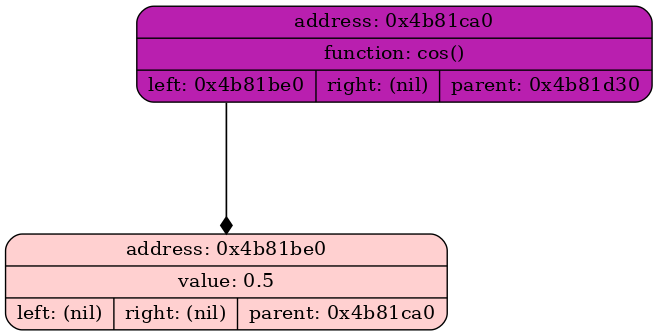 address: 0x4b81ca0
function: cos()
left: 0x4b81be0 right: (nil) parent: 0x4b81d30
address: 0x4b81be0
value: 0.5
left: (nil) right: (nil) parent: 0x4b81ca0